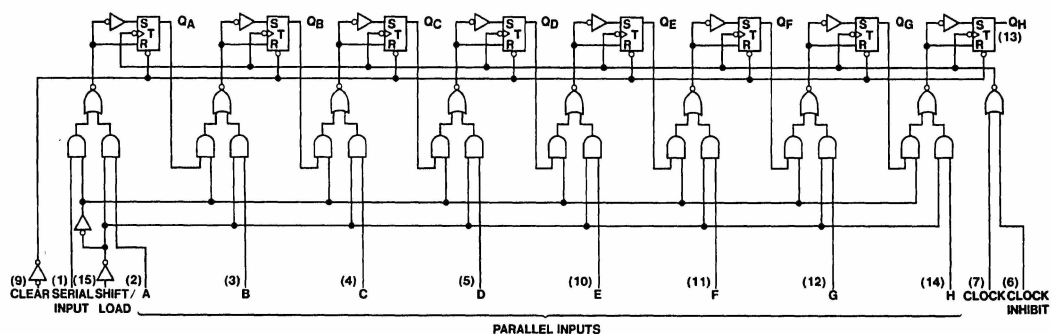 S QA S QB S QC S QD S QE S QF S QG S QH
T T T T T T T T (13)
R R R R R R R R
(9) (1) (15) (2) (3) (4) (5) (10) (11) (12) (14) (7) (6)
CLEAR SERIAL SHIFT/ A B C D E F G H CLOCK CLOCK
INPUT LOAD INHIBIT
PARALLEL INPUTS